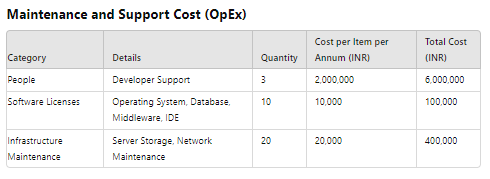 Maintenance and Support Cost (OpEx)
Category Details Quantity Cost per Item per Annum (INR) Total Cost (INR)
People Developer Support 3 2,000,000 6,000,000
Software Licenses Operating System, Database, Middleware, IDE 10 10,000 100,000
Infrastructure Maintenance Server Storage, Network Maintenance 20 20,000 400,000